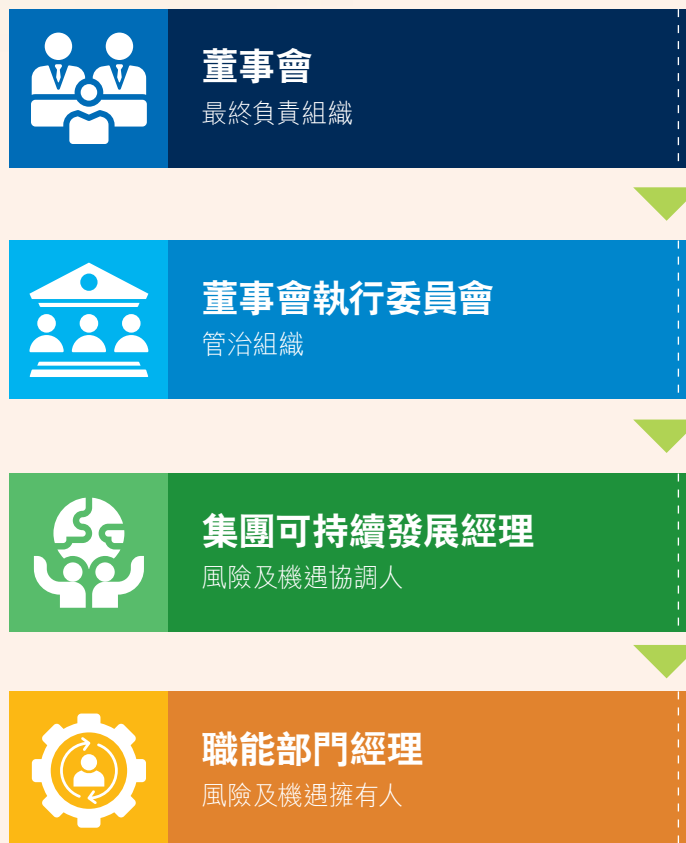 董事會
最終負責組織
董事會執行委員會
管治組織
集團可持續發展經理
風險及機遇協調人
職能部門經理
風險及機遇擁有人